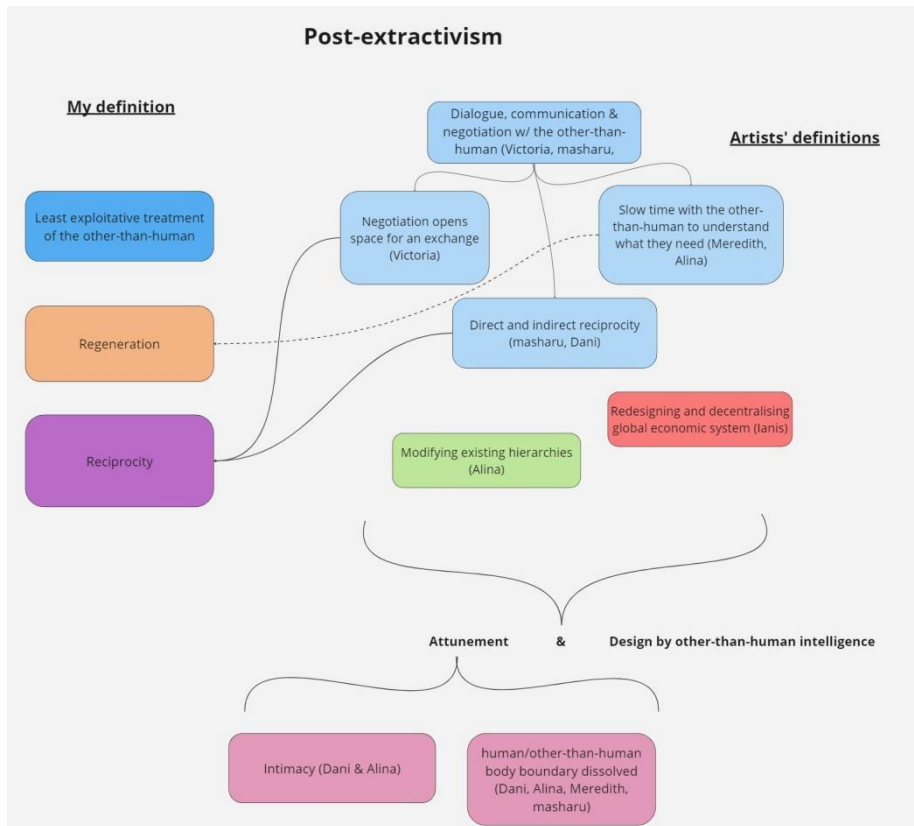 Post-extractivism
My definition
Artists' definitions
Dialogue, communication &
negotiation w/ the other-than-
human (Victoria, masharu,
Least exploitative treatment
of the other-than-human
Negotiation opens
space for an exchange
(Victoria)
Slow time with the other-
than-human to understand
what they need (Meredith,
Alina)
Regeneration
Direct and indirect reciprocity
(masharu, Dani)
Reciprocity
Redesigning and decentralising
global economic system (Ianis)
Modifying existing hierarchies
(Alina)
Attunement & Design by other-than-human intelligence
Intimacy (Dani & Alina)
human/other-than-human
body boundary dissolved
(Dani, Alina, Meredith,
masharu)